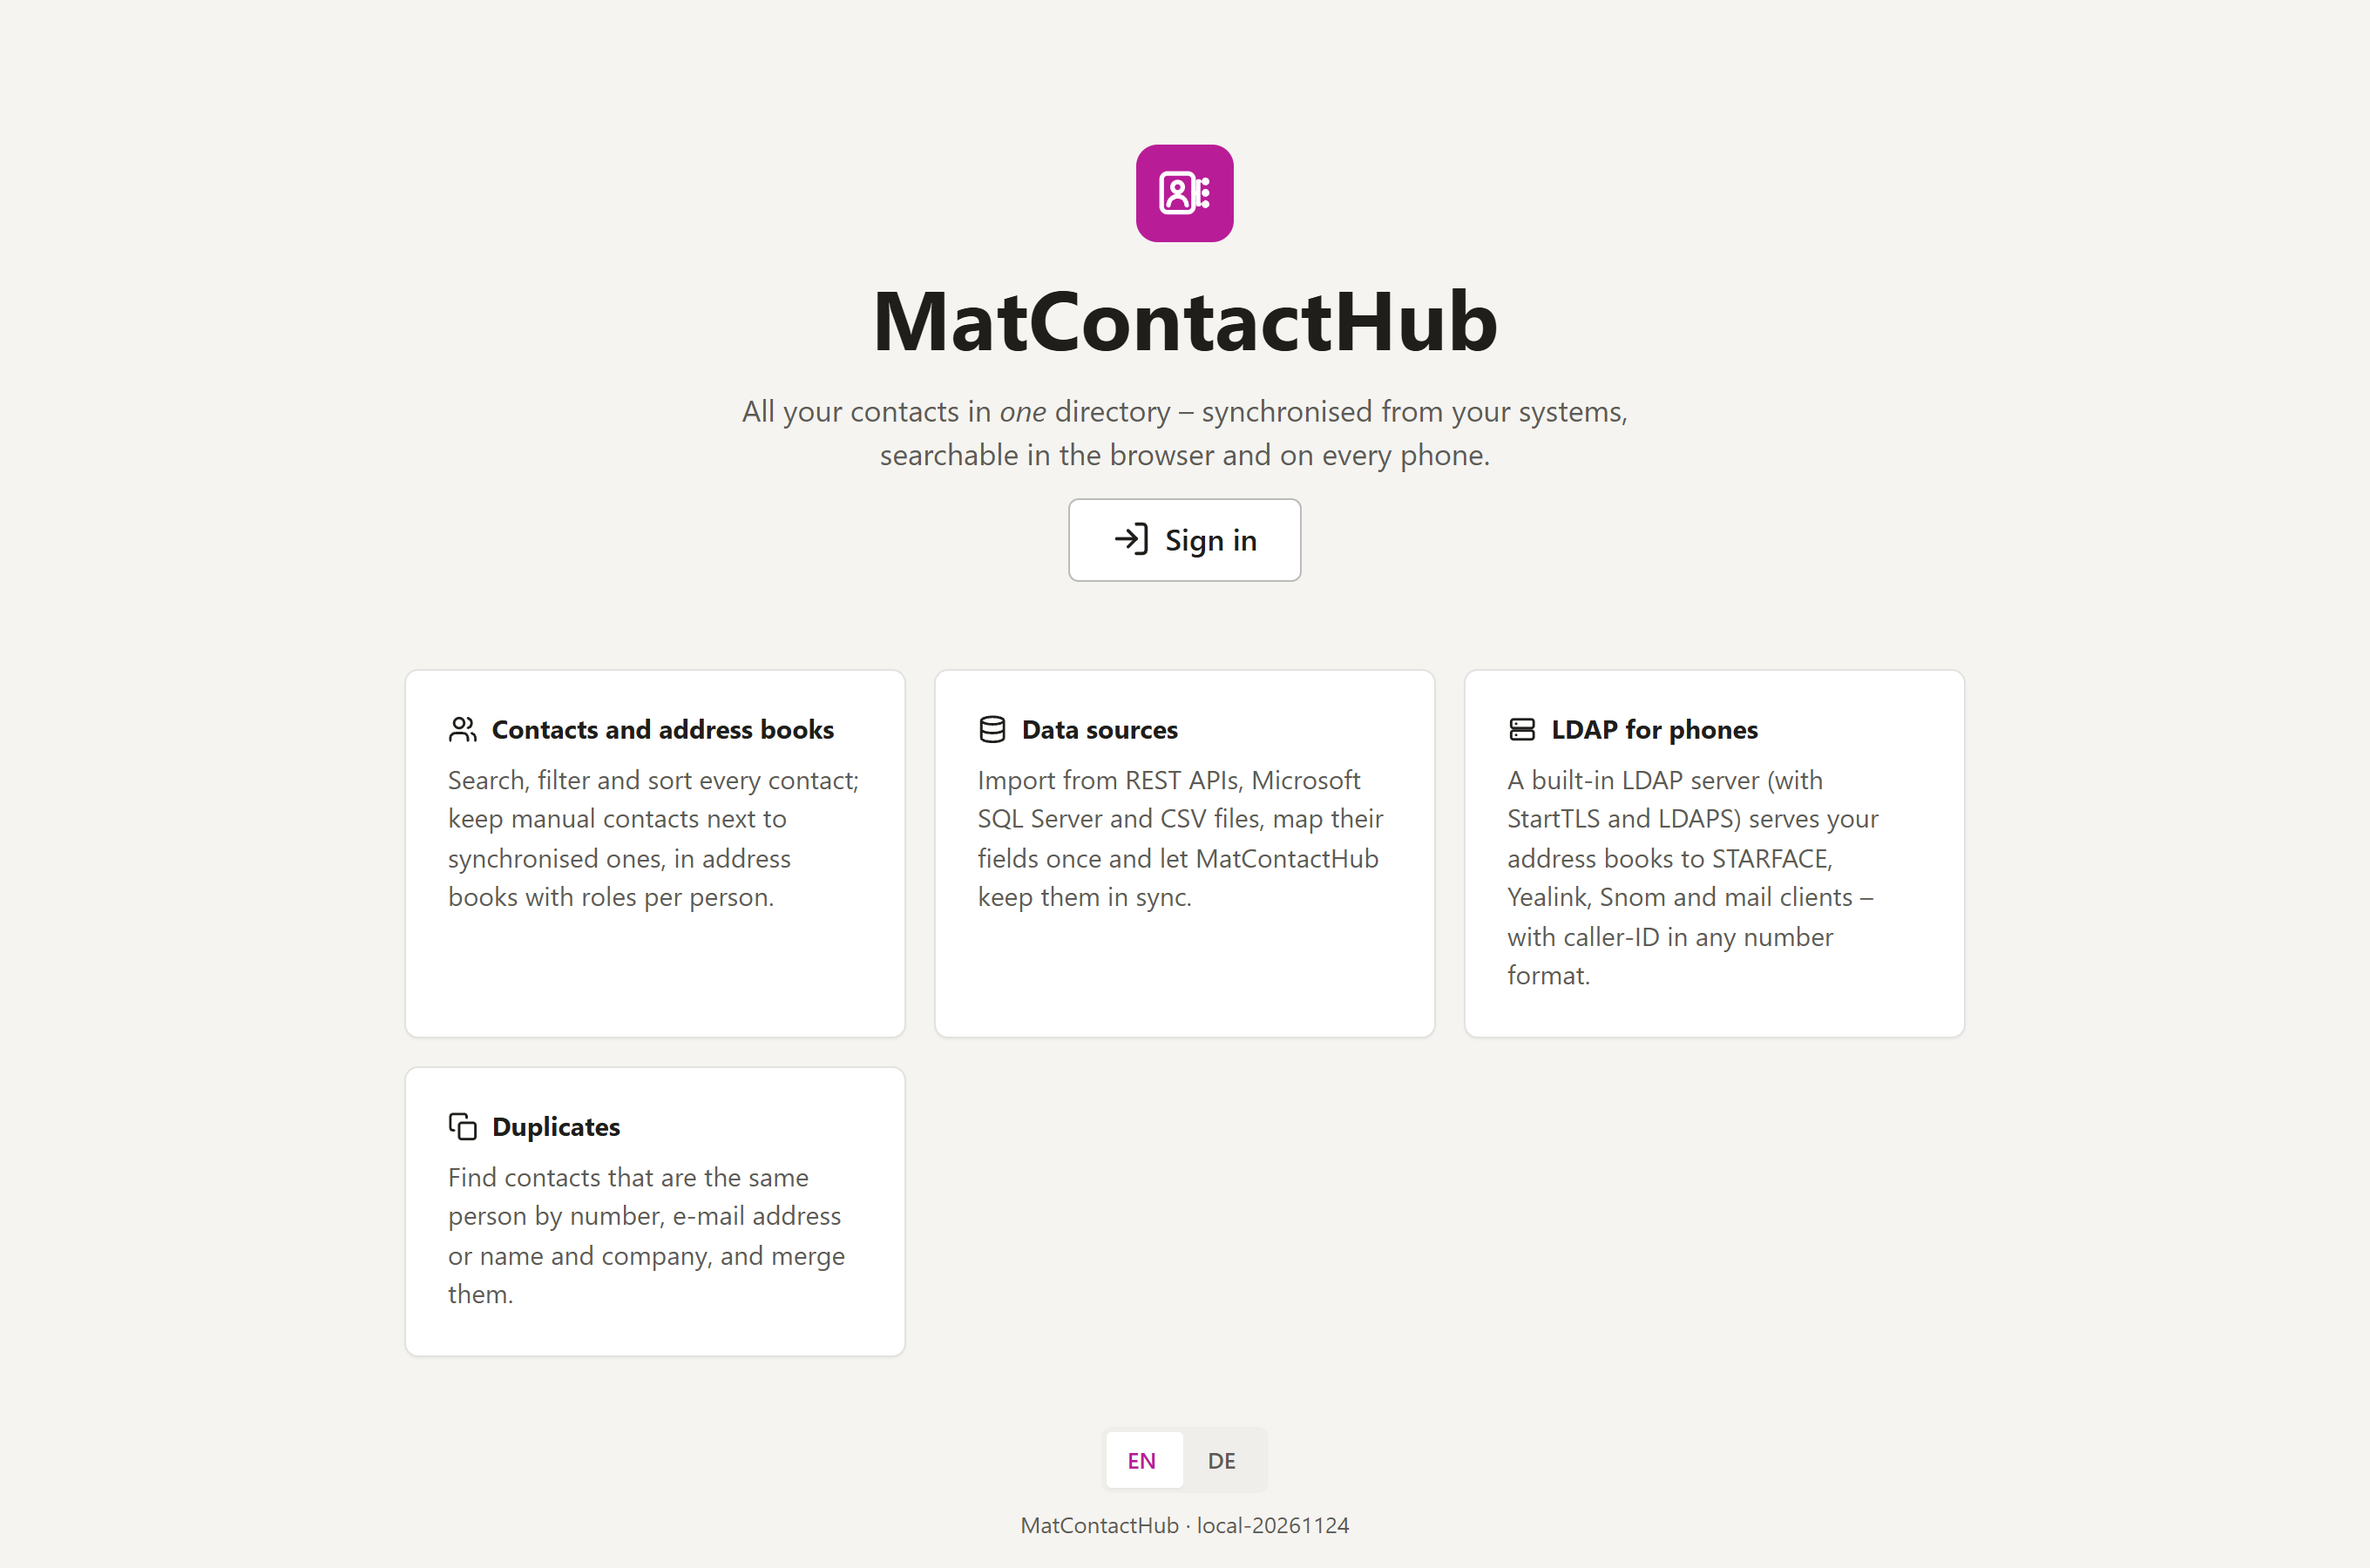 MatContactHub
All your contacts in one directory – synchronised from your systems,
searchable in the browser and on every phone.
Sign in
Contacts and address books
Search, filter and sort every contact;
keep manual contacts next to
synchronised ones, in address
books with roles per person.
Data sources
Import from REST APIs, Microsoft
SQL Server and CSV files, map their
fields once and let MatContactHub
keep them in sync.
LDAP for phones
A built-in LDAP server (with
StartTLS and LDAPS) serves your
address books to STARFACE,
Yealink, Snom and mail clients –
with caller-ID in any number
format.
Duplicates
Find contacts that are the same
person by number, e-mail address
or name and company, and merge
them.
EN DE
MatContactHub · local-20261124